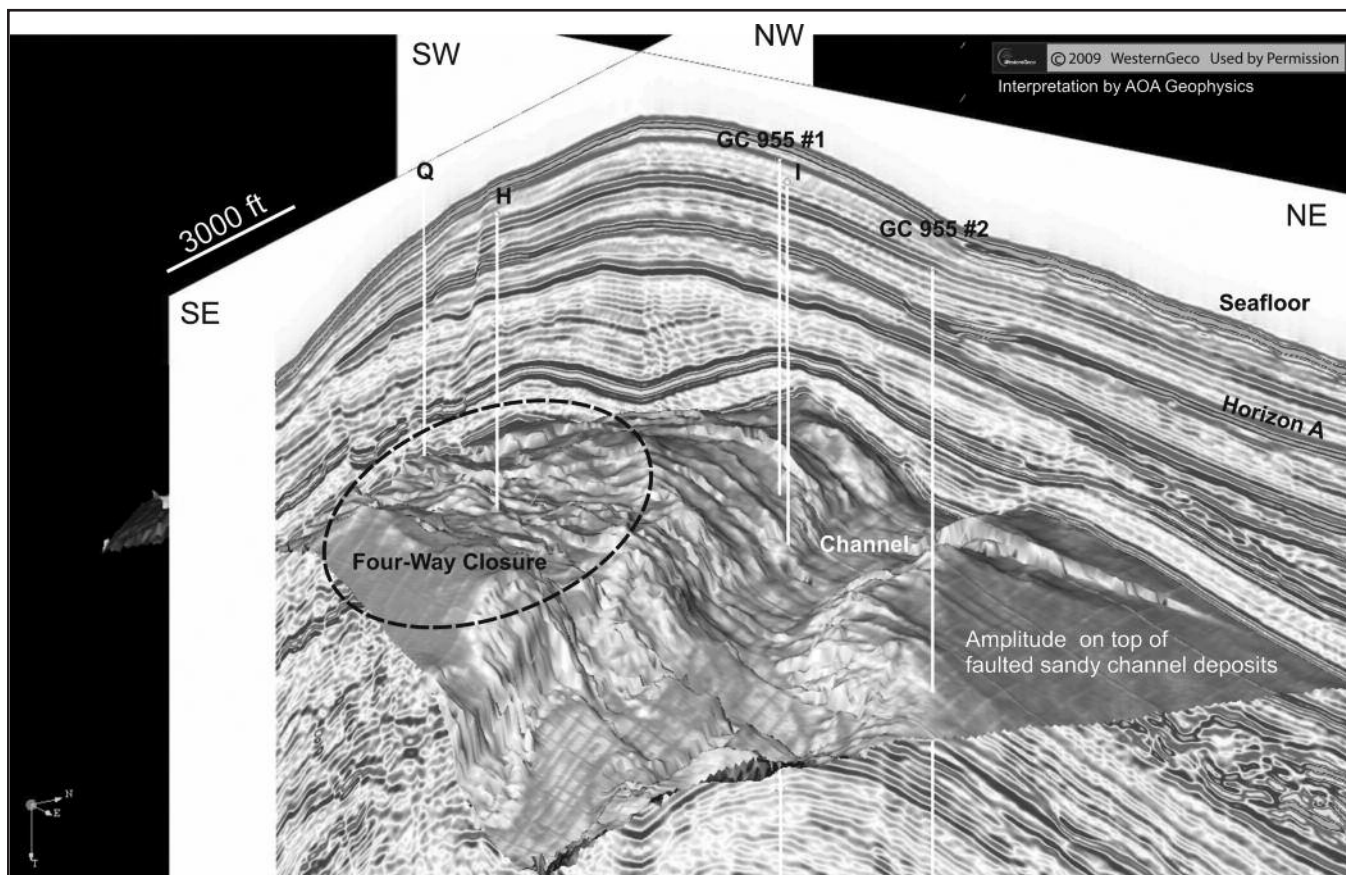 SW
NW
WesternGeco
© 2009 WesternGeco Used by Permission
Interpretation by AOA Geophysics
GC 955 #1
Q
I
H
3000 ft
GC 955 #2
NE
SE
Seafloor
Horizon A
Channel
Four-Way Closure
Amplitude on top of
faulted sandy channel deposits
N
E
T